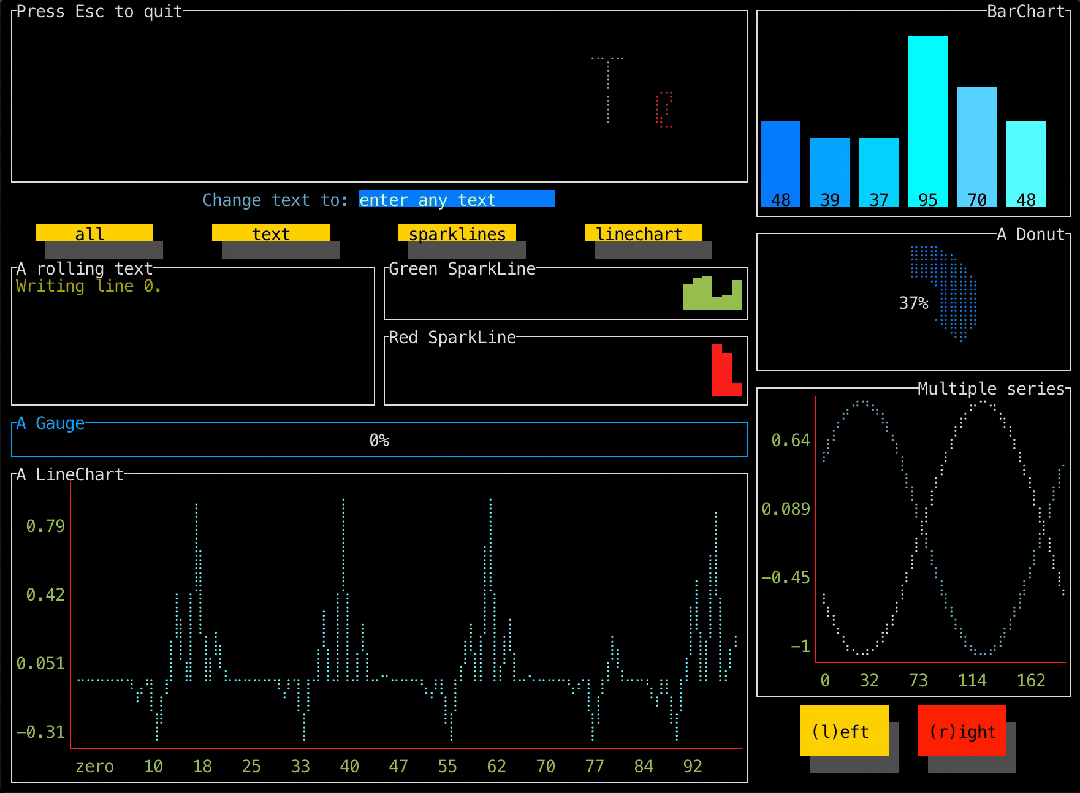 Press Esc to quit
T e
Change text to: enter any text
all text sparklines linechart
A rolling text
Writing line 0.
Green SparkLine
Red SparkLine
A Gauge
0%
A LineChart
0.79
0.42
0.051
−0.31
zero 10 18 25 33 40 47 55 62 70 77 84 92
BarChart
48 39 37 95 70 48
A Donut
37%
Multiple series
0.64
0.089
−0.45
−1
0 32 73 114 162
(l)eft (r)ight